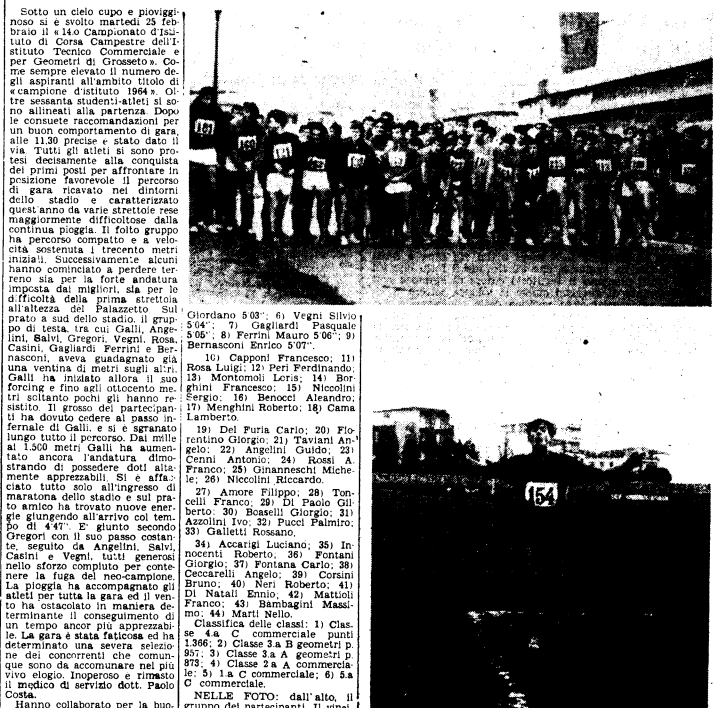 Sotto un cielo cupo e pioviggi-
noso si è svolto martedì 25 feb-
braio il « 14.o Campionato d'Isti-
tuto di Corsa Campestre dell'I-
stituto Tecnico Commerciale e
per Geometri di Grosseto ». Co-
me sempre elevato il numero de-
gli aspiranti all'ambito titolo di
« campione d'istituto 1964 ». Ol-
tre sessanta studenti-atleti si so-
no allineati alla partenza. Dopo
le consuete raccomandazioni per
un buon comportamento di gara,
alle 11,30 precise è stato dato il
via. Tutti gli atleti si sono pro-
tesi decisamente alla conquista
dei primi posti per affrontare in
posizione favorevole il percorso
di gara ricavato nei dintorni
dello stadio e caratterizzato
quest'anno da varie strettoie rese
maggiormente difficoltose dalla
continua pioggia. Il folto gruppo
ha percorso compatto e a velo-
cità sostenuta i trecento metri
iniziali. Successivamente alcuni
hanno cominciato a perdere ter-
reno sia per la forte andatura
imposta dai migliori, sia per le
difficoltà della prima strettoia
all'altezza del Palazzetto. Sul
prato a sud dello stadio, il grup-
po di testa, tra cui Galli, Ange-
lini, Salvi, Gregori, Vegni, Rosa,
Casini, Gagliardi Ferrini e Ber-
nasconi, aveva guadagnato già
una ventina di metri sugli altri.
Galli ha iniziato allora il suo
forcing e fino agli ottocento me-
tri soltanto pochi gli hanno re-
sistito. Il grosso dei partecipan-
ti ha dovuto cedere al passo in-
fernale di Galli, e si è sgranato
lungo tutto il percorso. Dai mille
ai 1.500 metri Galli ha aumen-
tato ancora l'andatura dimo-
strando di possedere doti alta-
mente apprezzabili. Si è affac-
ciato tutto solo all'ingresso di
maratona dello stadio e sul pra-
to amico ha trovato nuove ener-
gie giungendo all'arrivo col tem-
po di 4'47". E' giunto secondo
Gregori con il suo passo costan-
te, seguito da Angelini, Salvi,
Casini e Vegni, tutti generosi
nello sforzo compiuto per conte-
nere la fuga del neo-campione.
La pioggia ha accompagnato gli
atleti per tutta la gara ed il ven-
to ha ostacolato in maniera de-
terminante il conseguimento di
un tempo ancor più apprezzabi-
le. La gara è stata faticosa ed ha
determinato una severa selezio-
ne dei concorrenti che comun-
que sono da accomunare nel più
vivo elogio. Inoperoso è rimasto
il medico di servizio dott. Paolo
Costa.
Hanno collaborato per la buo-
Giordano 5'03"; 6) Vegni Silvio
5'04"; 7) Gagliardi Pasquale
5'05"; 8) Ferrini Mauro 5'06"; 9)
Bernasconi Enrico 5'07".
10) Capponi Francesco; 11)
Rosa Luigi; 12) Peri Ferdinando;
13) Montomoli Loris; 14) Bor-
ghini Francesco; 15) Niccolini
Sergio; 16) Benocci Aleandro;
17) Menghini Roberto; 18) Cama
Lamberto.
19) Del Furia Carlo; 20) Fio-
rentino Giorgio; 21) Taviani An-
gelo; 22) Angelini Guido; 23)
Cenni Antonio; 24) Rossi A.
Franco; 25) Ginanneschi Miche-
le; 26) Niccolini Riccardo.
27) Amore Filippo; 28) Ton-
celli Franco; 29) Di Paolo Gil-
berto; 30) Boaselli Giorgio; 31)
Azzolini Ivo; 32) Pucci Palmiro;
33) Galletti Rossano.
34) Accarigi Luciano; 35) In-
nocenti Roberto; 36) Fontani
Giorgio; 37) Fontana Carlo; 38)
Ceccarelli Angelo; 39) Corsini
Bruno; 40) Neri Roberto; 41)
Di Natali Ennio; 42) Mattioli
Franco; 43) Bambagini Massi-
mo; 44) Marti Nello.
Classifica delle classi: 1) Clas-
se 4.a C commerciale punti
1.366; 2) Classe 3.a B geometri p.
957; 3) Classe 3.a A geometri p.
873; 4) Classe 2 a A commercia-
le; 5) 1.a C commerciale; 6) 5.a
C commerciale.
NELLE FOTO: dall'alto, il
gruppo dei partecipanti. Il vinci-
154